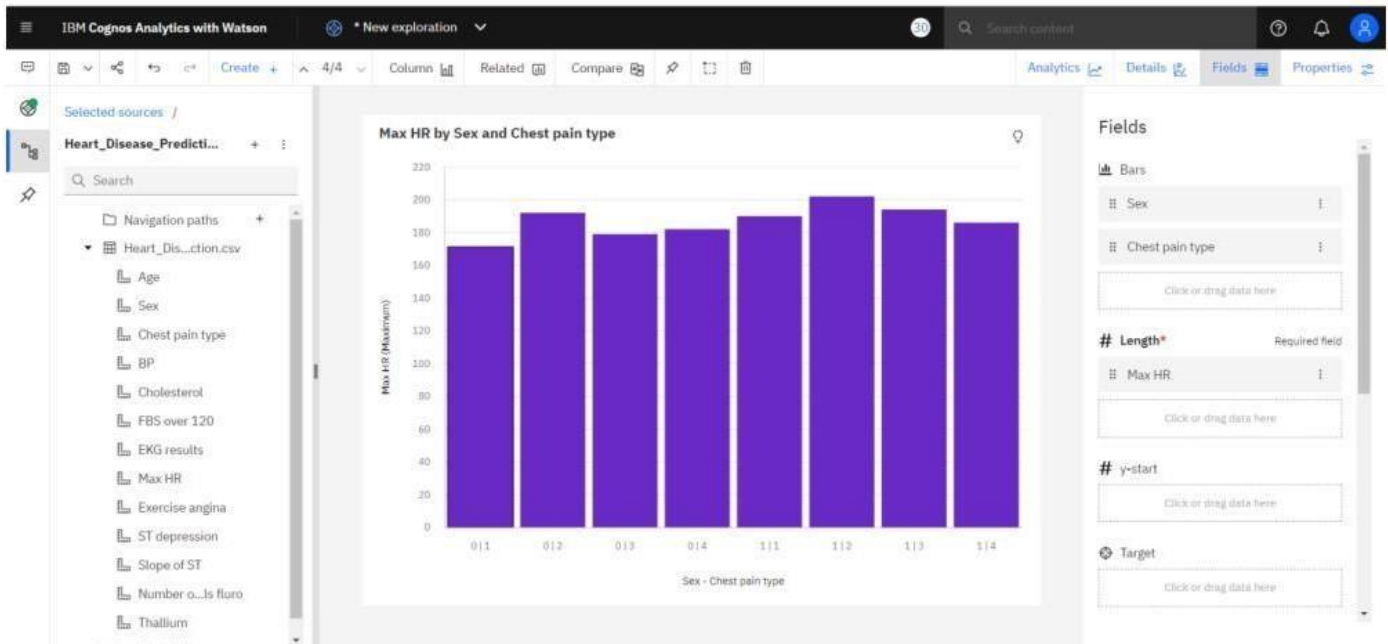 IBM Cognos Analytics with Watson
* New exploration
30
Search content
Create +
4/4
Column
Related
Compare
Analytics
Details
Fields
Properties
Selected sources /
Heart_Disease_Predicti...
Search
Navigation paths
Heart_Dis...ction.csv
Age
Sex
Chest pain type
BP
Cholesterol
FBS over 120
EKG results
Max HR
Exercise angina
ST depression
Slope of ST
Number o...ls fluro
Thallium
Max HR by Sex and Chest pain type
Max HR (Maximum)
220
200
180
160
140
120
100
80
60
40
20
0
0|1 0|2 0|3 0|4 1|1 1|2 1|3 1|4
Sex - Chest pain type
Fields
Bars
Sex
Chest pain type
Click or drag data here
# Length* Required field
Max HR
Click or drag data here
# y-start
Click or drag data here
Target
Click or drag data here